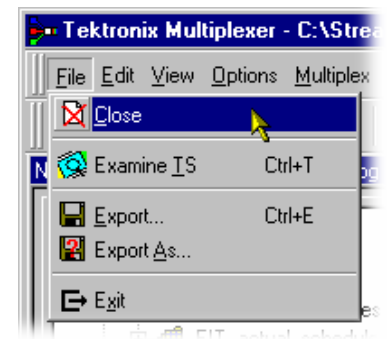 Tektronix Multiplexer - C:\Strea
File Edit View Options Multiplex
Close
Examine TS Ctrl+T
Export... Ctrl+E
Export As...
Exit